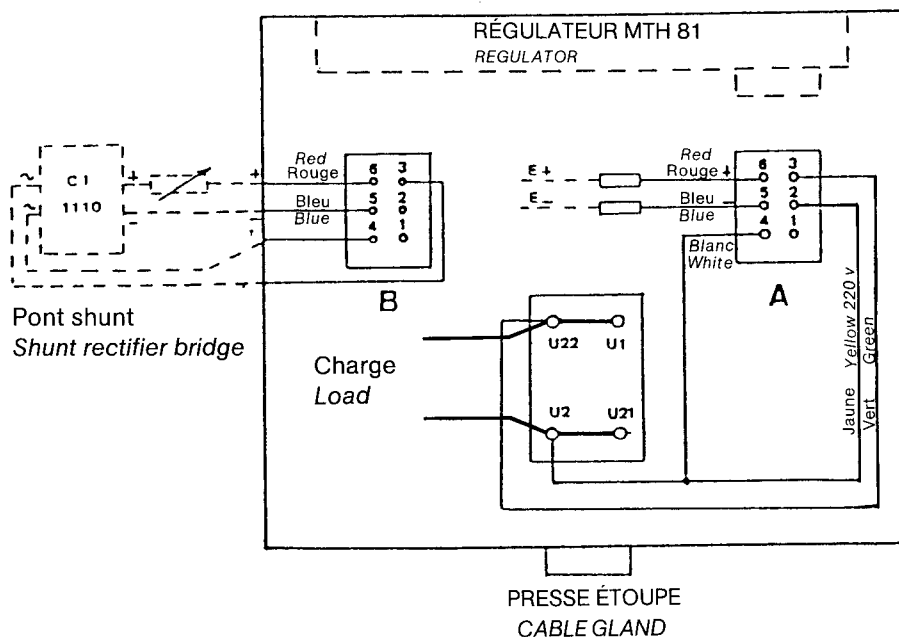 RÉGULATEUR MTH 81
REGULATOR
Red
Rouge
+
Bleu
Blue
6 3
5 2
4 1
B
~
~
C1
1110
+
-
+
-
Pont shunt
Shunt rectifier bridge
E +
E -
Red
Rouge
+
Bleu
-
Blue
Blanc
White
6 3
5 2
4 1
A
Charge
Load
U22 U1
U2 U21
Jaune Yellow 220 v
Vert Green
PRESSE ÉTOUPE
CABLE GLAND